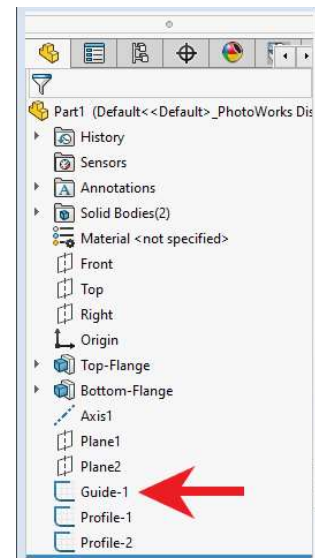 Part1 (Default<<Default>_PhotoWorks Dis
History
Sensors
Annotations
Solid Bodies(2)
Material <not specified>
Front
Top
Right
Origin
Top-Flange
Bottom-Flange
Axis1
Plane1
Plane2
Guide-1
Profile-1
Profile-2